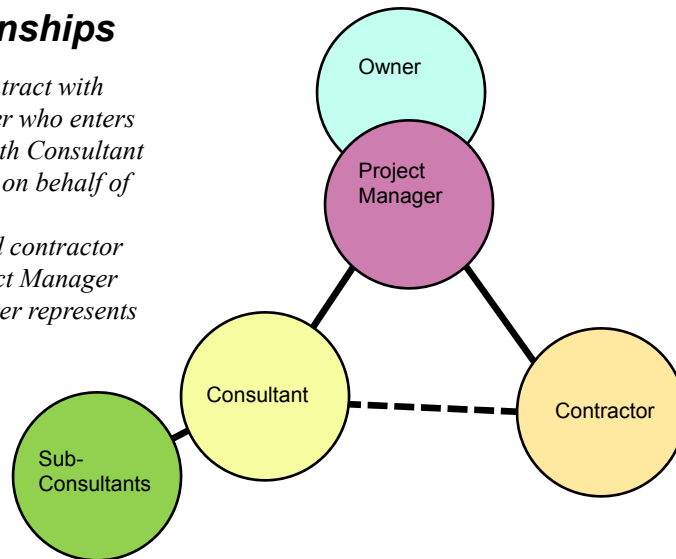 nships
tract with
er who enters
th Consultant
on behalf of
l contractor
ct Manager
er represents
Owner
Project
Manager
Consultant
Contractor
Sub-
Consultants